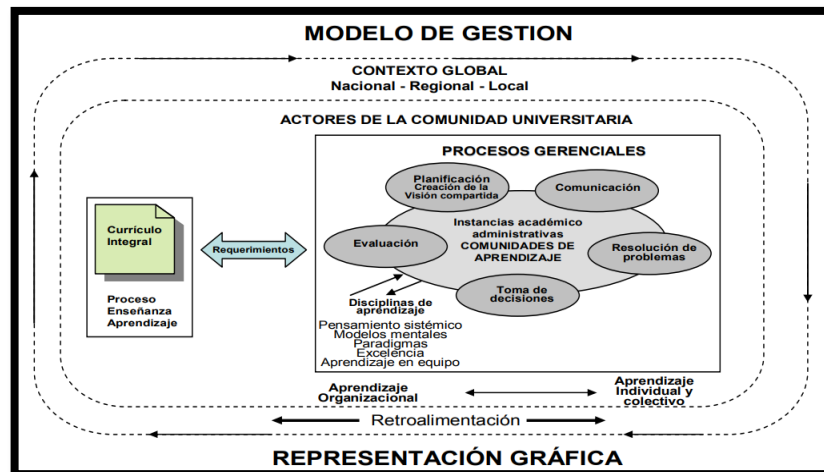 MODELO DE GESTION
CONTEXTO GLOBAL
Nacional - Regional - Local
ACTORES DE LA COMUNIDAD UNIVERSITARIA
PROCESOS GERENCIALES
Planificación
Creación de la
Visión compartida
Comunicación
Instancias académico
administrativas
COMUNIDADES DE
APRENDIZAJE
Evaluación
Resolución de
problemas
Toma de
decisiones
Disciplinas de
aprendizaje
Pensamiento sistémico
Modelos mentales
Paradigmas
Excelencia
Aprendizaje en equipo
Currículo
Integral
Requerimientos
Proceso
Enseñanza
Aprendizaje
Aprendizaje
Organizacional
Aprendizaje
Individual y
colectivo
Retroalimentación
REPRESENTACIÓN GRÁFICA